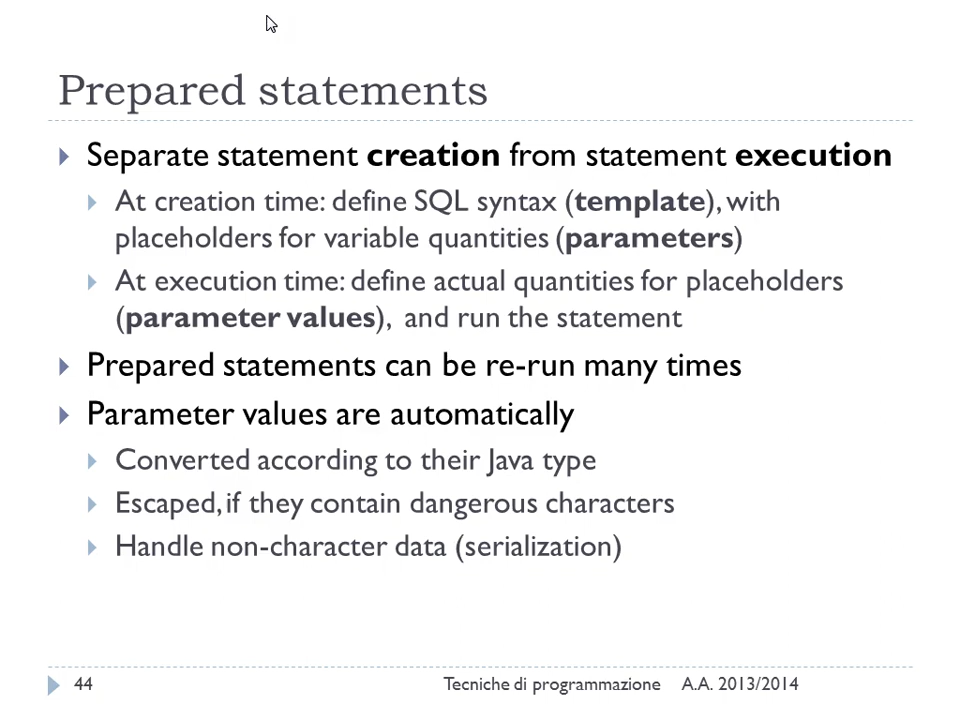 Prepared statements
Separate statement creation from statement execution
At creation time: define SQL syntax (template), with
placeholders for variable quantities (parameters)
At execution time: define actual quantities for placeholders
(parameter values), and run the statement
Prepared statements can be re-run many times
Parameter values are automatically
Converted according to their Java type
Escaped, if they contain dangerous characters
Handle non-character data (serialization)
44 Tecniche di programmazione A.A. 2013/2014